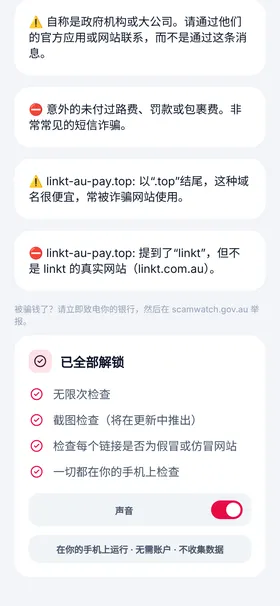 ⚠️ 自称是政府机构或大公司。请通过他们
的官方应用或网站联系，而不是通过这条消
息。
⛔ 意外的未付过路费、罚款或包裹费。非
常常见的短信诈骗。
⚠️ linkt-au-pay.top: 以“.top”结尾，这种域
名很便宜，常被诈骗网站使用。
⛔ linkt-au-pay.top: 提到了“linkt”，但不
是 linkt 的真实网站（linkt.com.au）。
被骗钱了？请立即致电你的银行，然后在 scamwatch.gov.au 举
报。
已全部解锁
无限次检查
截图检查（将在更新中推出）
检查每个链接是否为假冒或仿冒网站
一切都在你的手机上检查
声音
在你的手机上运行 · 无需账户 · 不收集数据